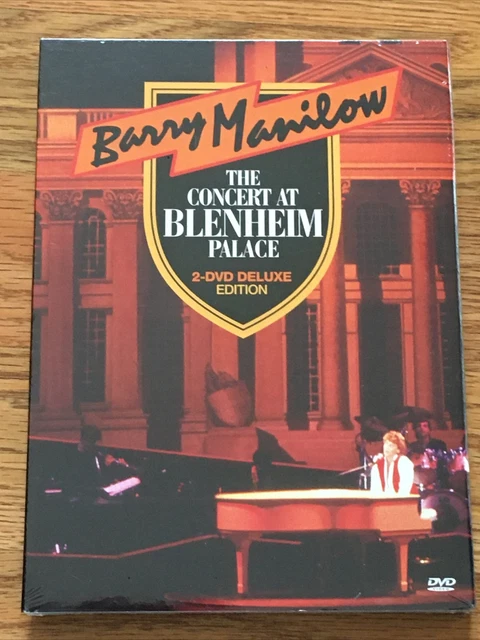 Barry Manilow
THE
CONCERT AT
BLENHEIM
PALACE
2-DVD DELUXE
EDITION
DVD